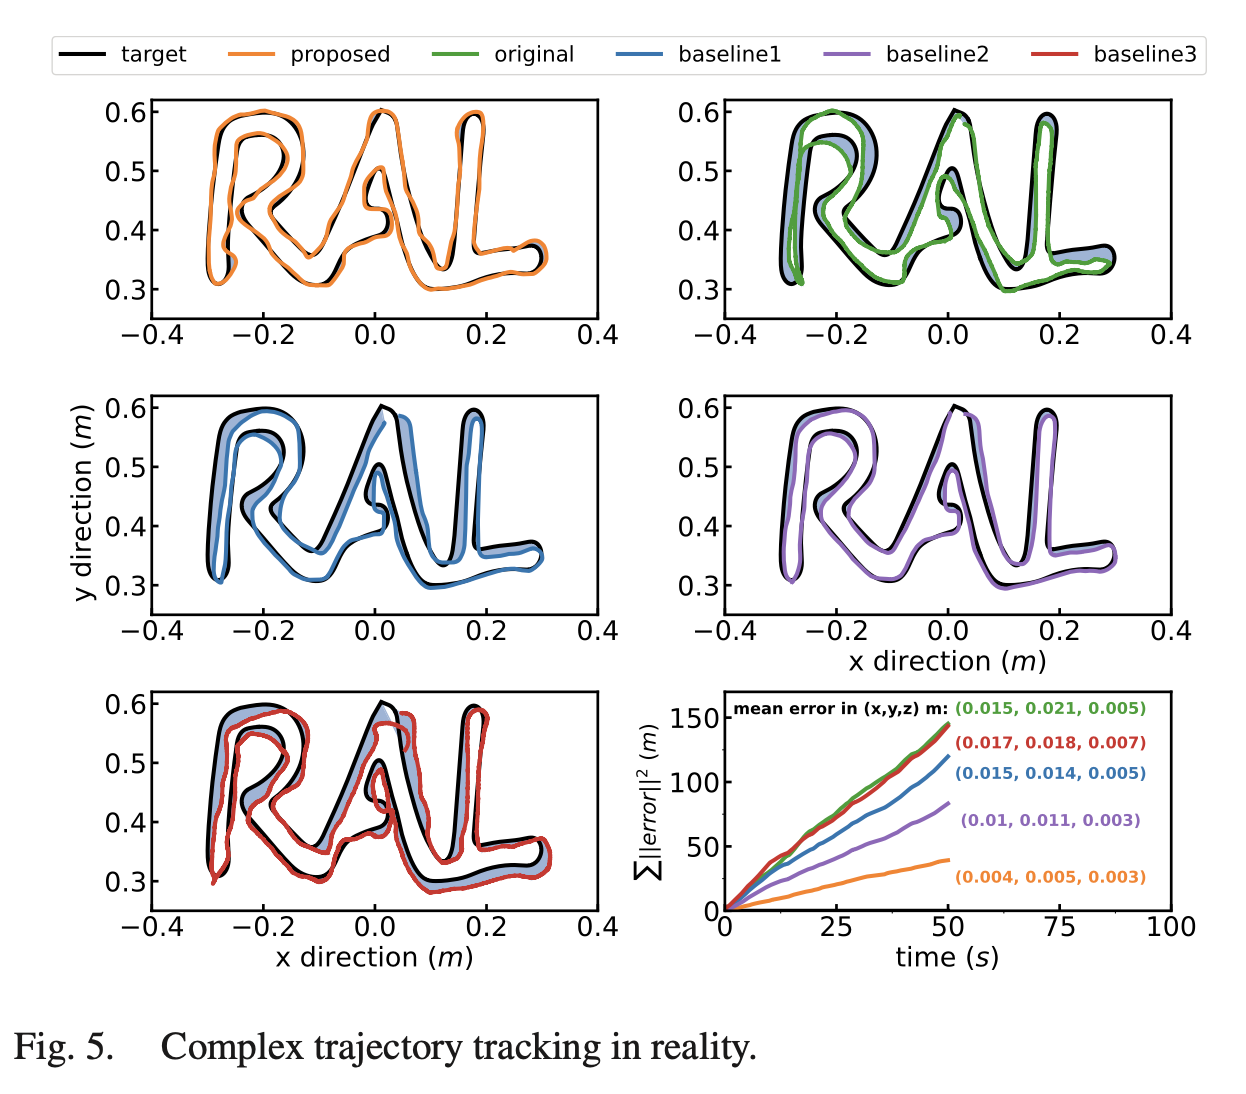 target proposed original baseline1 baseline2 baseline3
0.6
0.5
0.4
0.3
−0.4 −0.2 0.0 0.2 0.4
0.6
0.5
0.4
0.3
−0.4 −0.2 0.0 0.2 0.4
y direction (m)
0.6
0.5
0.4
0.3
−0.4 −0.2 0.0 0.2 0.4
0.6
0.5
0.4
0.3
−0.4 −0.2 0.0 0.2 0.4
x direction (m)
0.6
0.5
0.4
0.3
−0.4 −0.2 0.0 0.2 0.4
x direction (m)
∑||error||² (m)
150
100
50
0
mean error in (x,y,z) m: (0.015, 0.021, 0.005)
(0.017, 0.018, 0.007)
(0.015, 0.014, 0.005)
(0.01, 0.011, 0.003)
(0.004, 0.005, 0.003)
0 25 50 75 100
time (s)
Fig. 5. Complex trajectory tracking in reality.